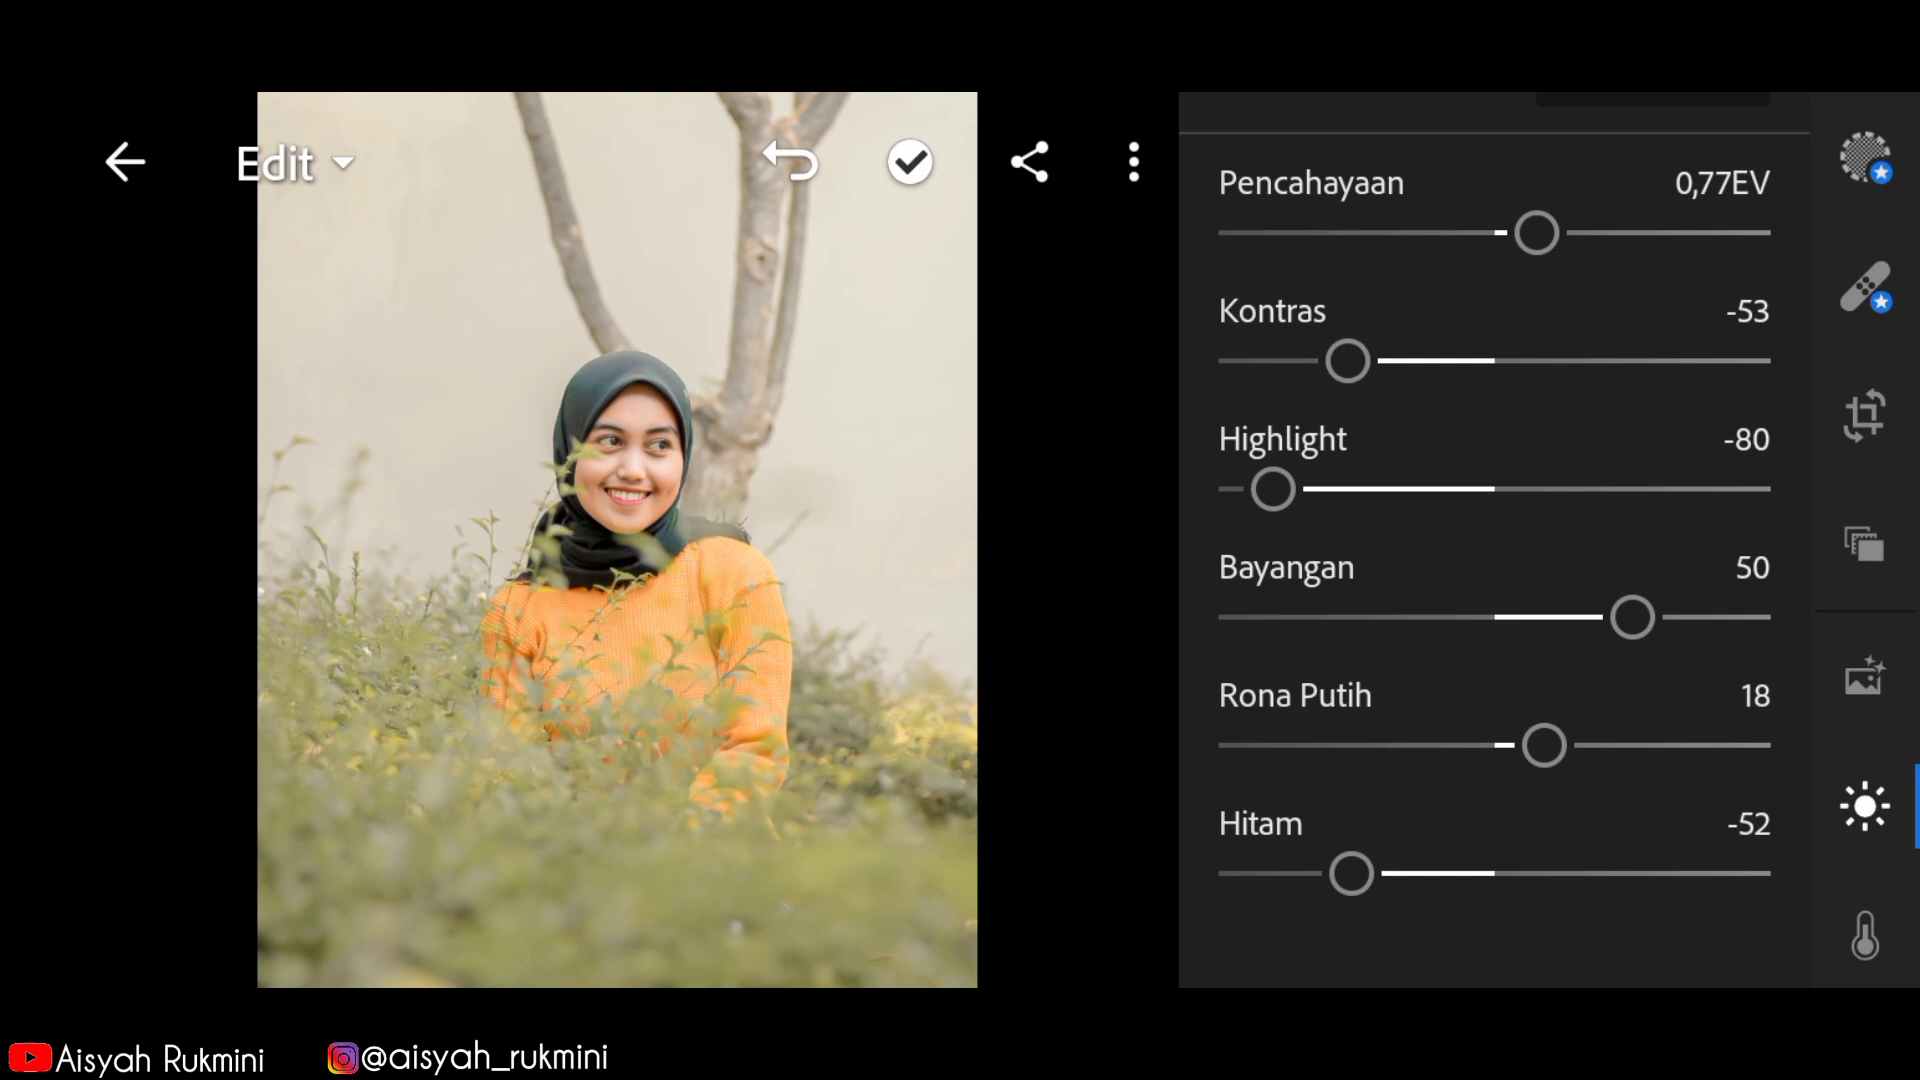 Edit
Pencahayaan 0,77EV
Kontras -53
Highlight -80
Bayangan 50
Rona Putih 18
Hitam -52
Aisyah Rukmini @aisyah_rukmini